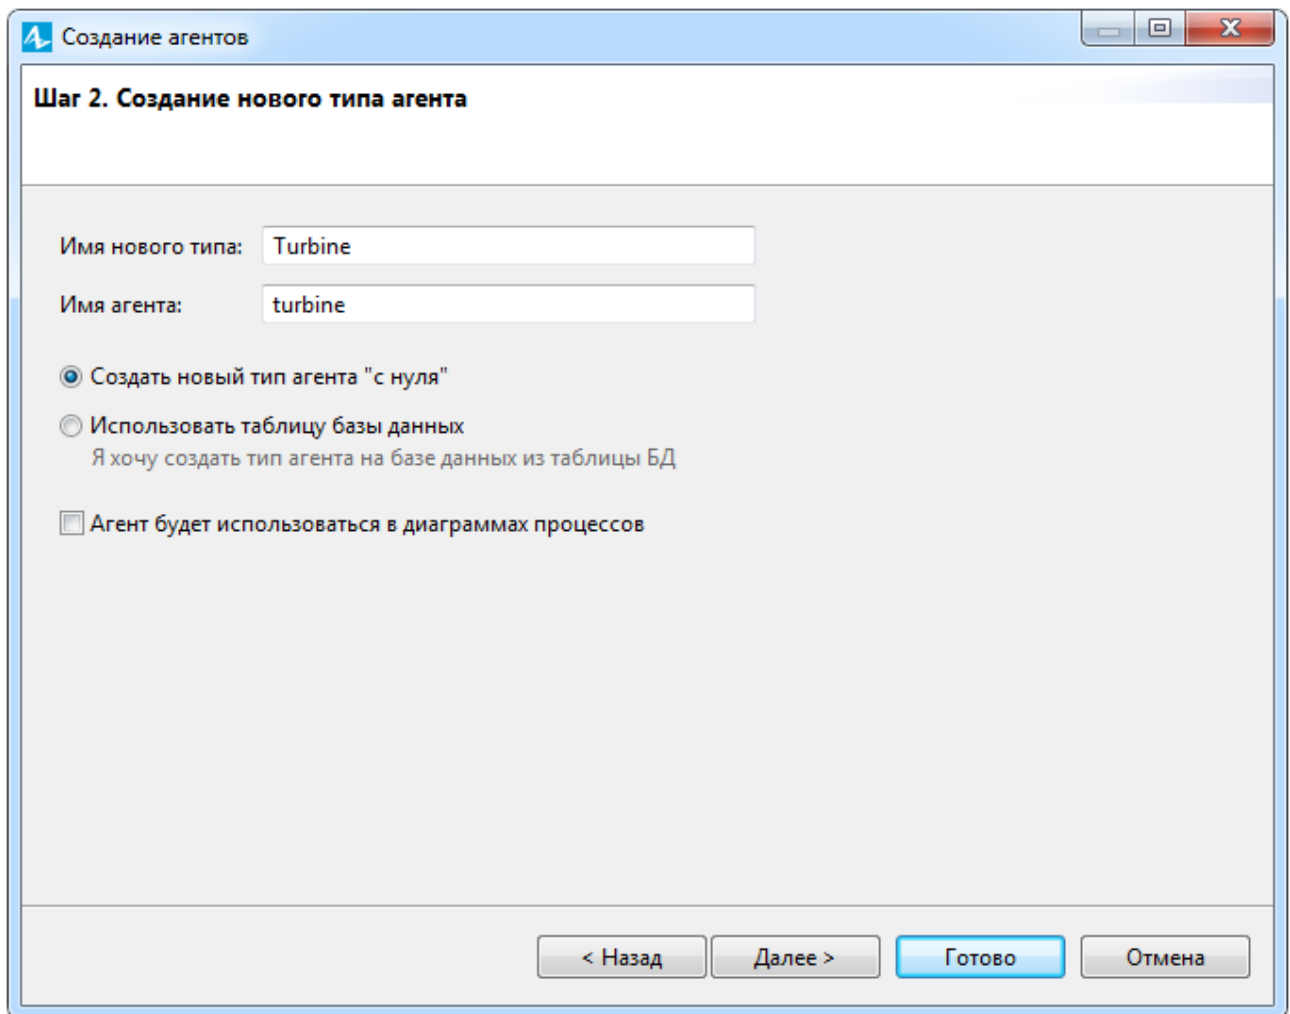 Создание агентов
Шаг 2. Создание нового типа агента
Имя нового типа: Turbine
Имя агента: turbine
Создать новый тип агента "с нуля"
Использовать таблицу базы данных
Я хочу создать тип агента на базе данных из таблицы БД
Агент будет использоваться в диаграммах процессов
< Назад Далее > Готово Отмена